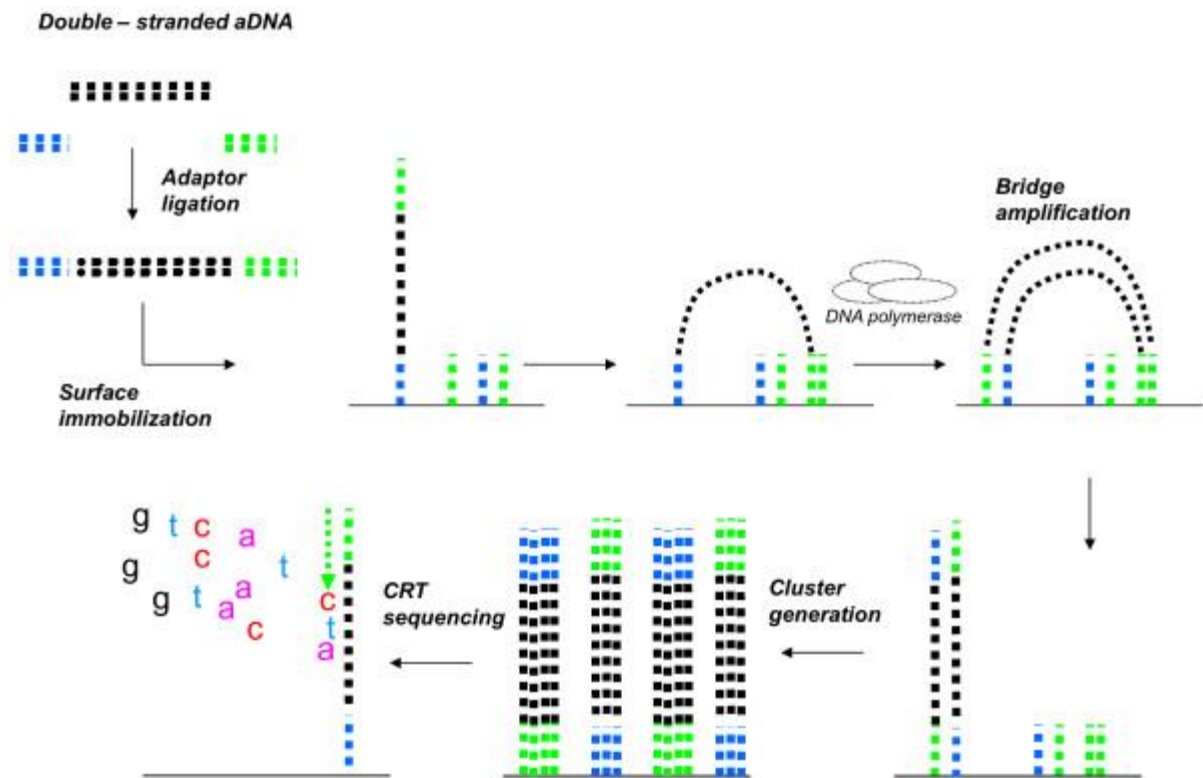 Double – stranded aDNA
Adaptor
ligation
Surface
immobilization
DNA polymerase
Bridge
amplification
Cluster
generation
CRT
sequencing
g
t
c
a
g
c
t
g
t
a
a
c
c
t
a